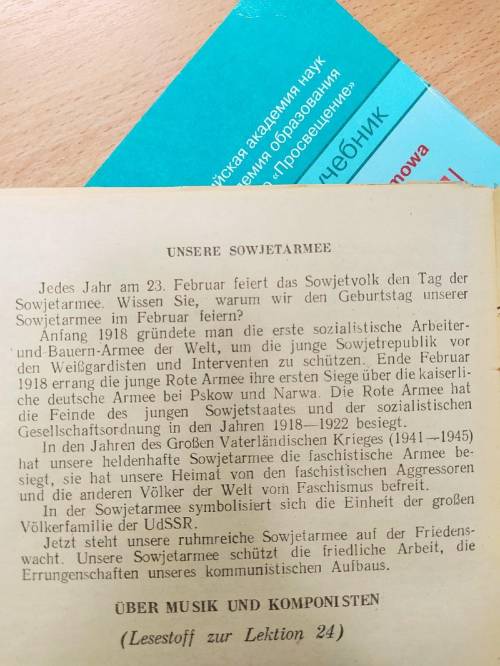 йская академия наук
демия образования
о «Просвещение»
учебник
mowa
UNSERE SOWJETARMEE
Jedes Jahr am 23. Februar feiert das Sowjetvolk den Tag der
Sowjetarmee. Wissen Sie, warum wir den Geburtstag unserer
Sowjetarmee im Februar feiern?
Anfang 1918 gründete man die erste sozialistische Arbeiter-
und-Bauern-Armee der Welt, um die junge Sowjetrepublik vor
den Weißgardisten und Interventen zu schützen. Ende Februar
1918 errang die junge Rote Armee ihre ersten Siege über die kaiserli-
che deutsche Armee bei Pskow und Narwa. Die Rote Armee hat
die Feinde des jungen Sowjetstaates und der sozialistischen
Gesellschaftsordnung in den Jahren 1918—1922 besiegt.
In den Jahren des Großen Vaterländischen Krieges (1941—1945)
hat unsere heldenhafte Sowjetarmee die faschistische Armee be-
siegt, sie hat unsere Heimat von den faschistischen Aggressoren
und die anderen Völker der Welt vom Faschismus befreit.
In der Sowjetarmee symbolisiert sich die Einheit der großen
Völkerfamilie der UdSSR.
Jetzt steht unsere ruhmreiche Sowjetarmee auf der Friedens-
wacht. Unsere Sowjetarmee schützt die friedliche Arbeit, die
Errungenschaften unseres kommunistischen Aufbaus.
ÜBER MUSIK UND KOMPONISTEN
(Lesestoff zur Lektion 24)